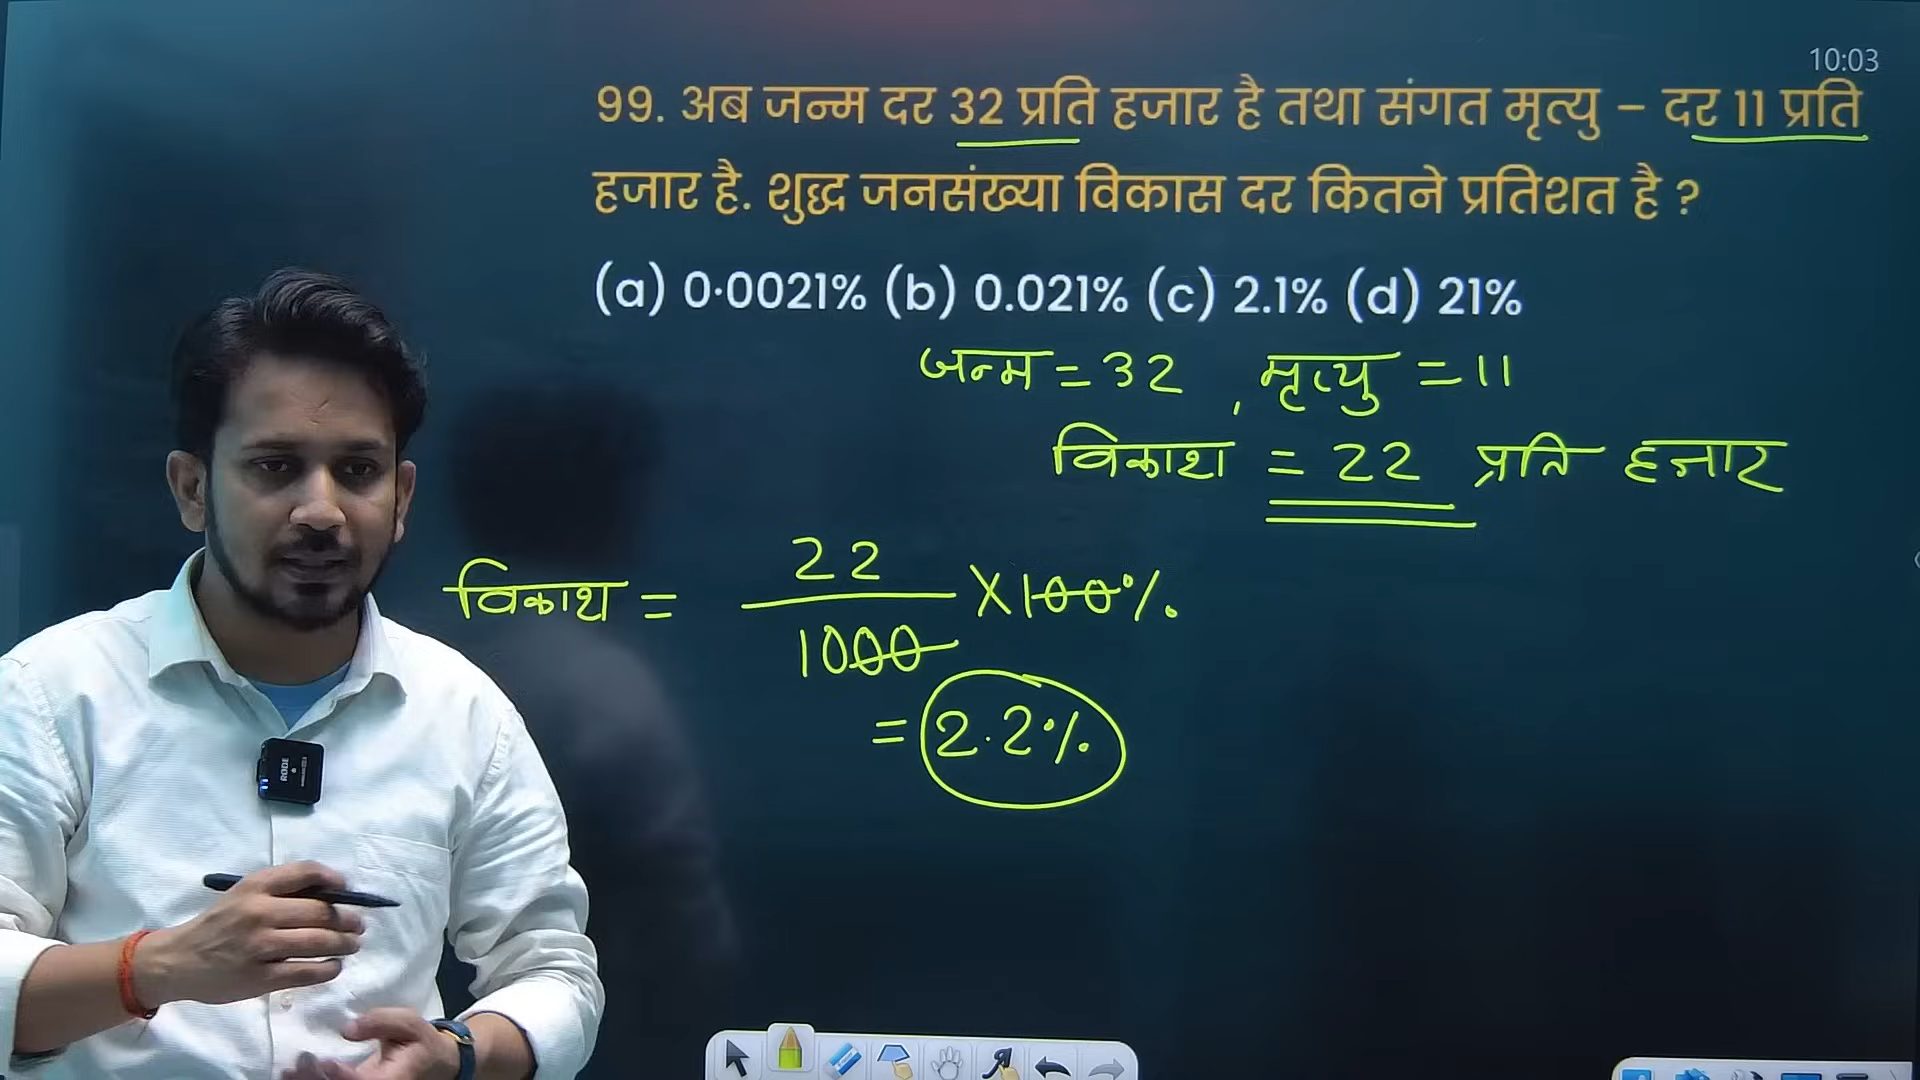 10:03
99. अब जन्म दर 32 प्रति हजार है तथा संगत मृत्यु – दर 11 प्रति
हजार है. शुद्ध जनसंख्या विकास दर कितने प्रतिशत है ?
(a) 0·0021% (b) 0.021% (c) 2.1% (d) 21%
जन्म = 32 , मृत्यु = 11
विकाश = 22 प्रति हजार
विकाश = 22/1000 X 100%
= 2.2%
RODE